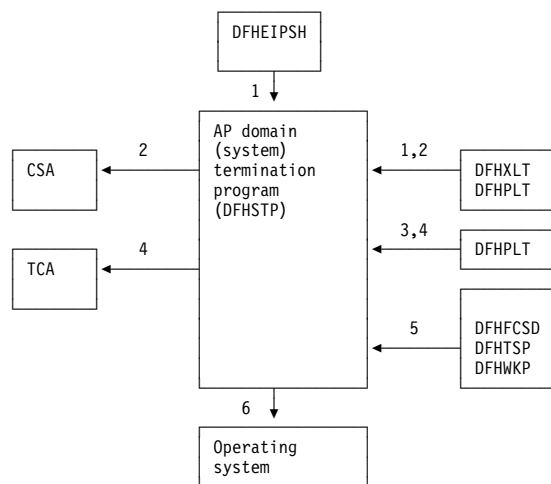 DFHEIPSH
1
AP domain
(system)
termination
program
(DFHSTP)
2
CSA
1,2
DFHXLT
DFHPLT
3,4
DFHPLT
4
TCA
5
DFHFCSD
DFHTSP
DFHWKP
6
Operating
system